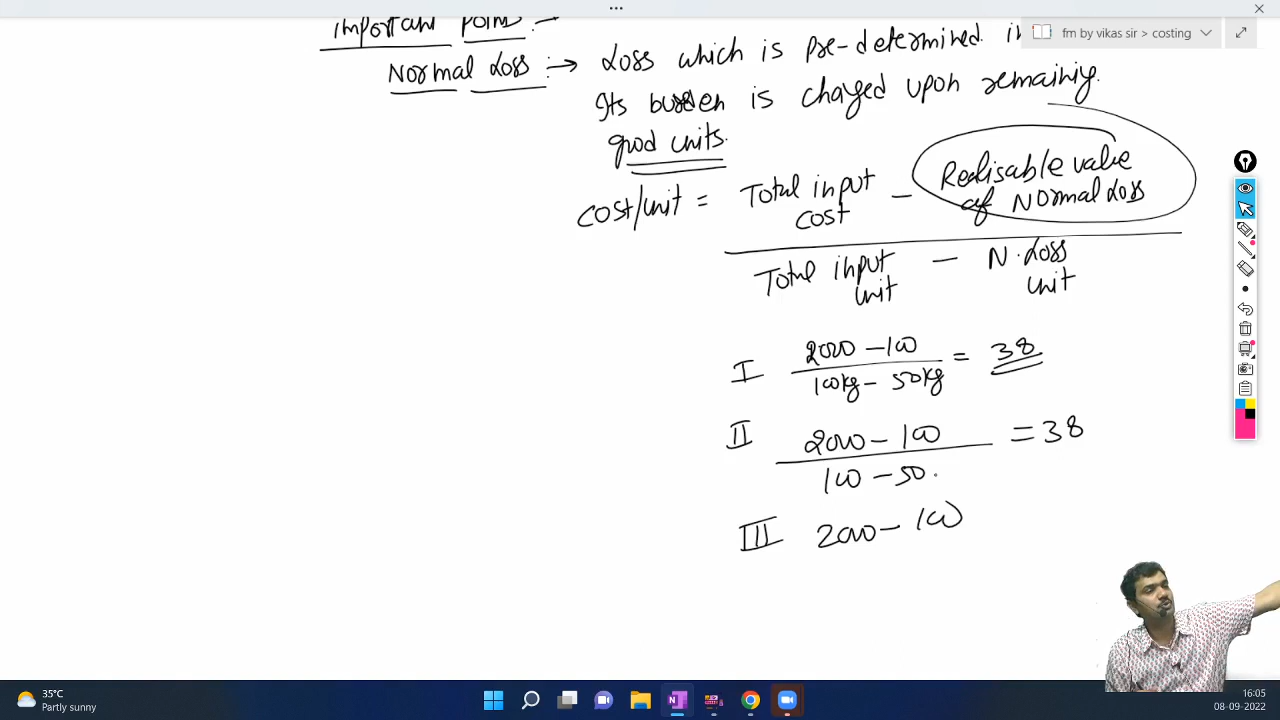 ...
fm by vikas sir > costing
important points :-
Normal Loss :→ Loss which is pre-determined
Its burden is charged upon remaining
good units.
cost/unit = Total input cost - Realisable value of Normal Loss
Total input unit - N. Loss unit
I 2000 - 100 = 38
100kg - 50kg
II 2000 - 100 = 38
100 - 50.
III 2000 - 100
35°C
Partly sunny
16:05
08-09-2022